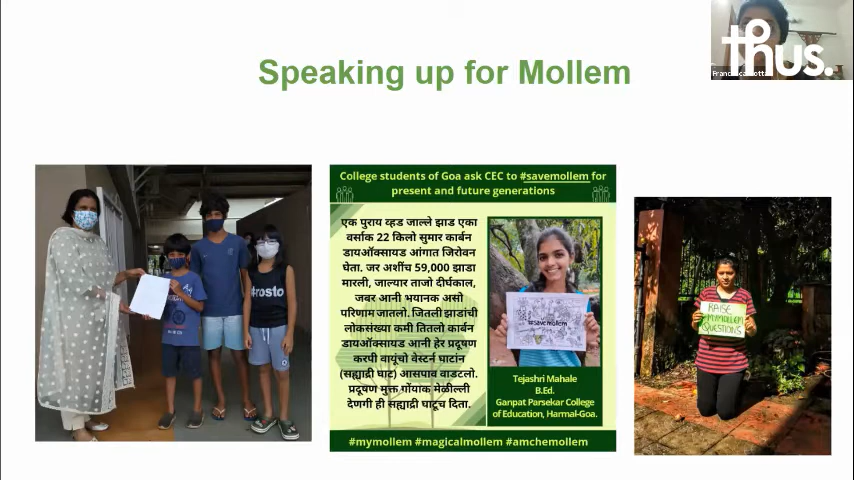 thus.
Speaking up for Mollem
College students of Goa ask CEC to #savemollem for
present and future generations
एक पुराय व्हड जाल्ले झाड एका
वर्साक 22 किलो सुमार कार्बन
डायऑक्सायड आंगात जिरोवन
घेता. जर अशींच 59,000 झाडा
मारली, जाल्यार ताजो दीर्घकाल,
जबर आनी भयानक असो
परिणाम जातलो. जितली झाडांची
लोकसंख्या कमी तितलो कार्बन
डायऑक्सायड आनी हेर प्रदूषण
करपी वायूंचो वेस्टर्न घाटांन
(सह्याद्री घाट) आसपाव वाडटलो.
प्रदूषण मुक्त गोंयाक मेळील्ली
देणगी ही सह्याद्री घाटूच दिता.
#savemollem
Tejashri Mahale
B.Ed.
Ganpat Parsekar College
of Education, Harmal-Goa.
#mymollem #magicalmollem #amchemollem
#rosto
RAISE
#MYMOLLEM
QUESTIONS